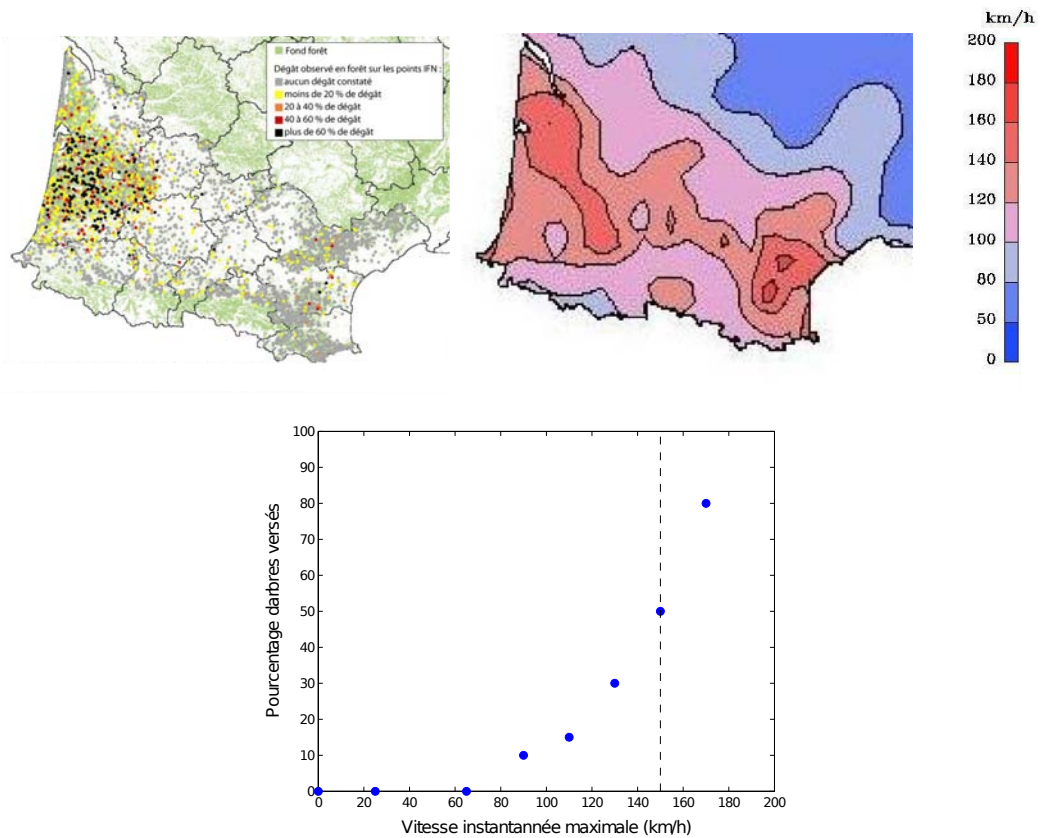 Fond forêt
Dégât observé en forêt sur les points IFN :
aucun dégât constaté
moins de 20 % de dégât
20 à 40 % de dégât
40 à 60 % de dégât
plus de 60 % de dégât
km/h
200
180
160
140
120
100
80
50
0
100
90
80
70
60
50
40
30
20
10
0
Pourcentage darbres versés
0 20 40 60 80 100 120 140 160 180 200
Vitesse instantannée maximale (km/h)